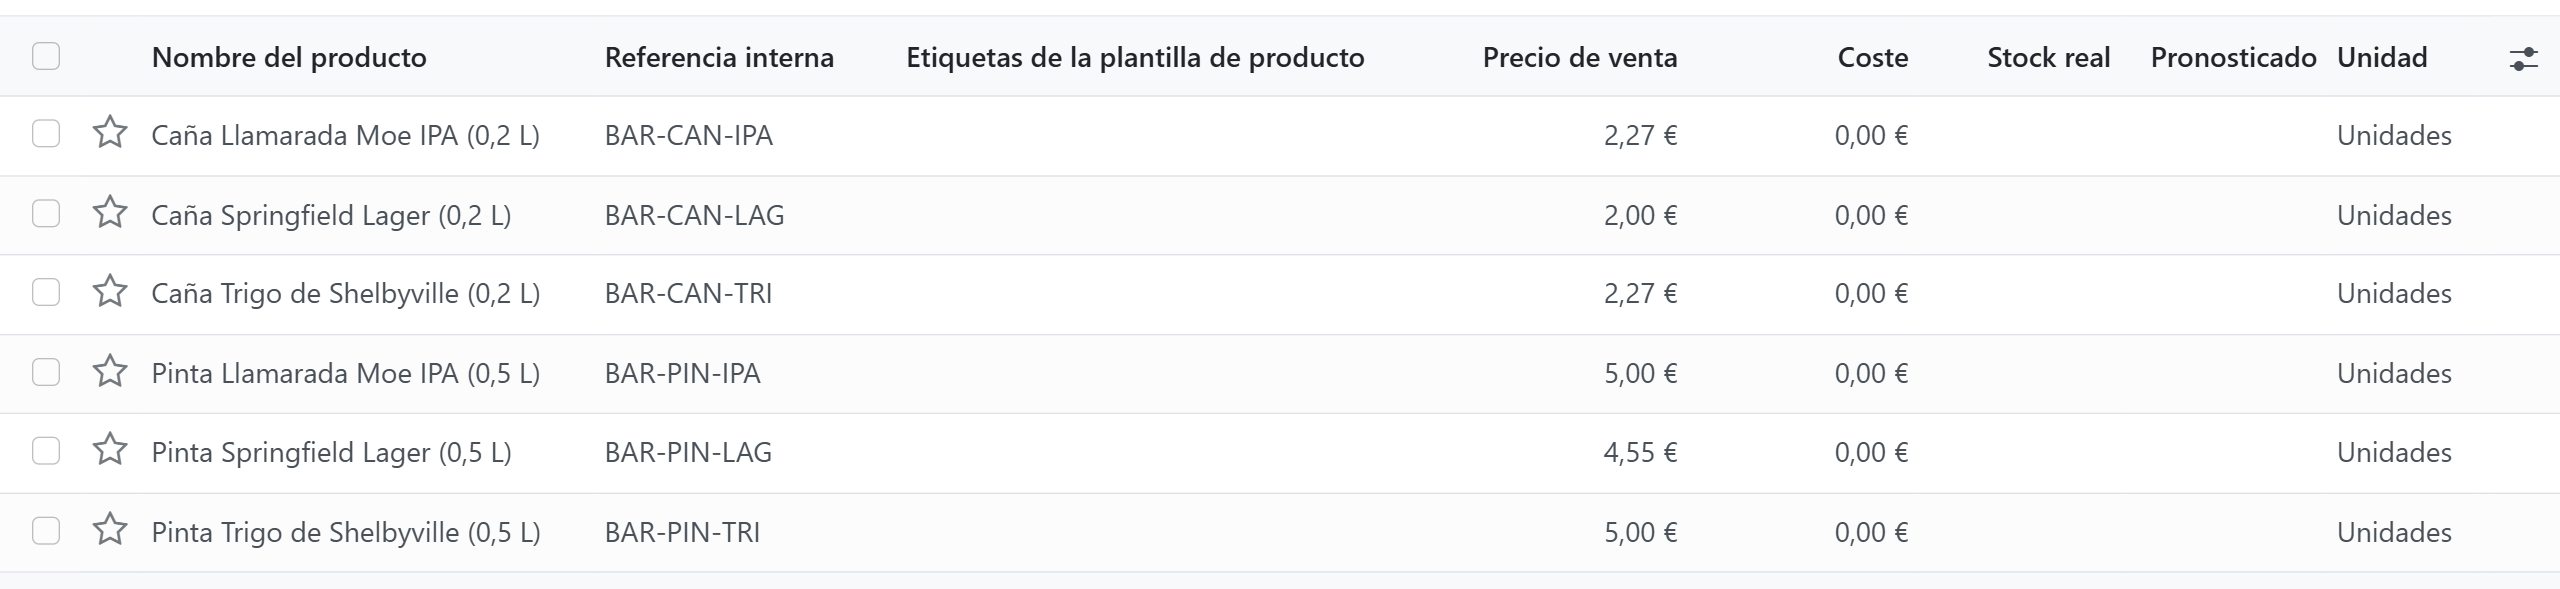 Nombre del producto Referencia interna Etiquetas de la plantilla de producto Precio de venta Coste Stock real Pronosticado Unidad
Caña Llamarada Moe IPA (0,2 L) BAR-CAN-IPA 2,27 € 0,00 € Unidades
Caña Springfield Lager (0,2 L) BAR-CAN-LAG 2,00 € 0,00 € Unidades
Caña Trigo de Shelbyville (0,2 L) BAR-CAN-TRI 2,27 € 0,00 € Unidades
Pinta Llamarada Moe IPA (0,5 L) BAR-PIN-IPA 5,00 € 0,00 € Unidades
Pinta Springfield Lager (0,5 L) BAR-PIN-LAG 4,55 € 0,00 € Unidades
Pinta Trigo de Shelbyville (0,5 L) BAR-PIN-TRI 5,00 € 0,00 € Unidades